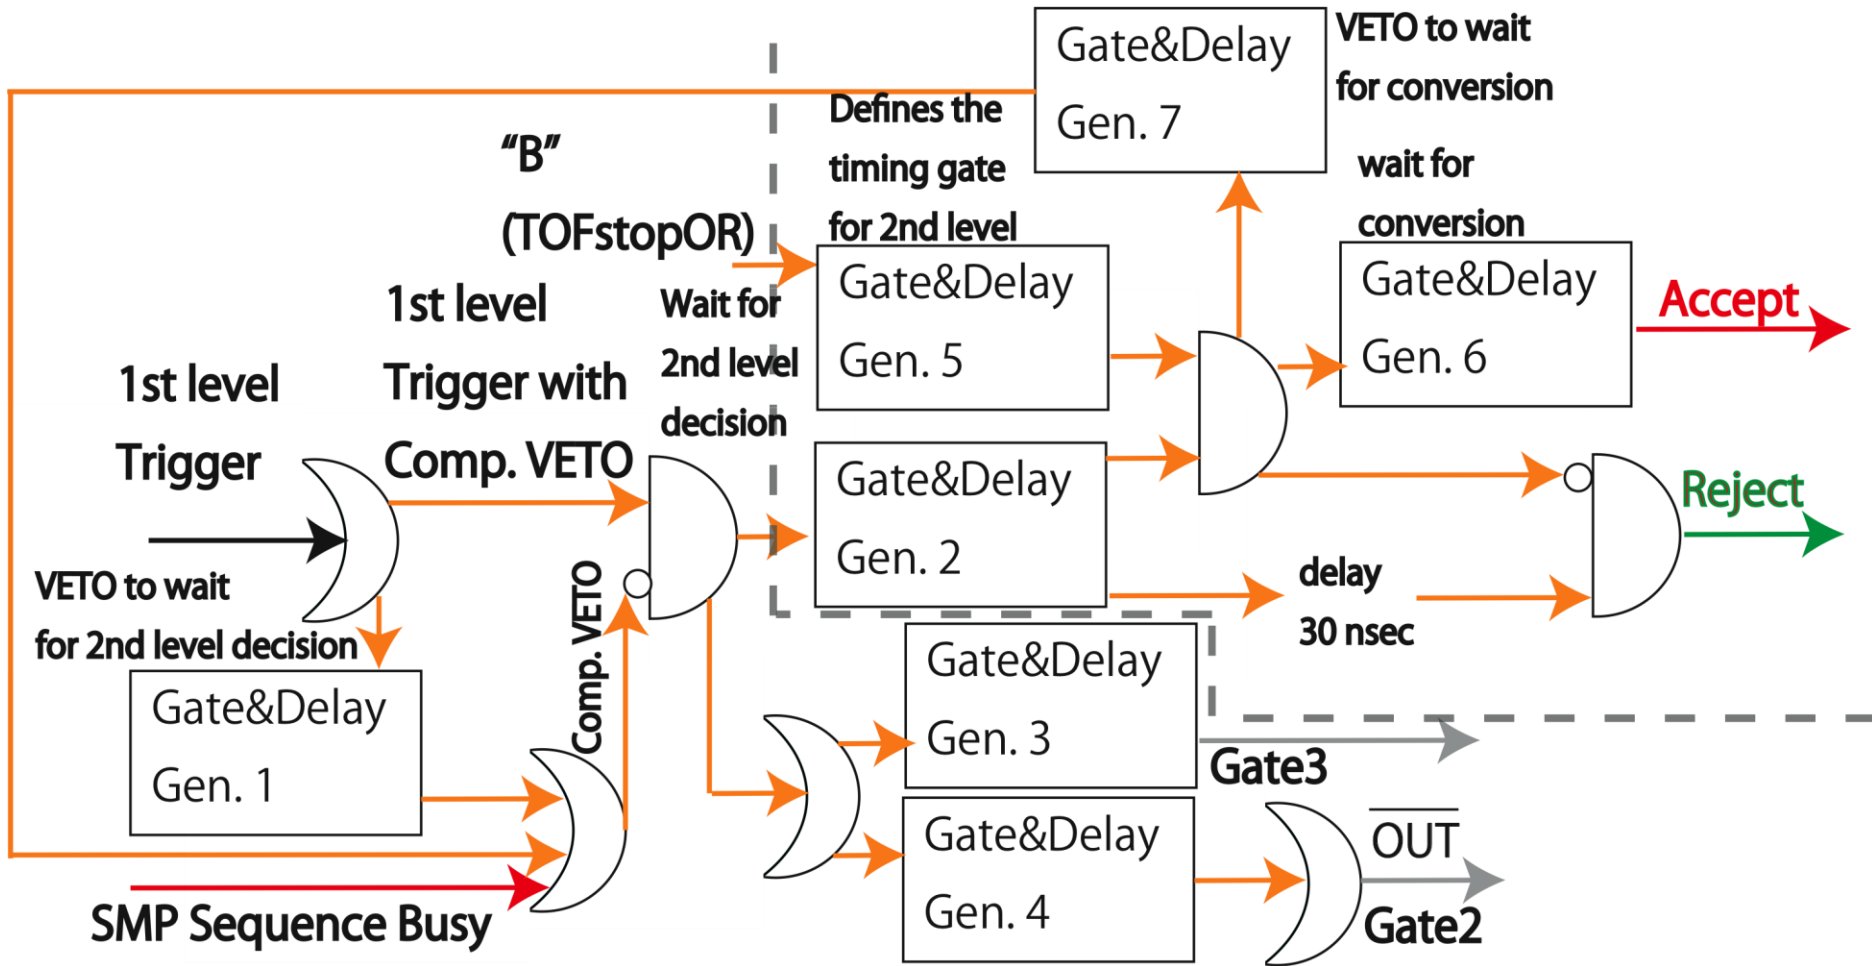 Gate&Delay
Gen. 7
VETO to wait
for conversion
Defines the
timing gate
for 2nd level
wait for
conversion
“B”
(TOFstopOR)
Gate&Delay
Gen. 5
Gate&Delay
Gen. 6
Accept
1st level
Trigger with
Comp. VETO
Wait for
2nd level
decision
1st level
Trigger
Gate&Delay
Gen. 2
Reject
delay
30 nsec
VETO to wait
for 2nd level decision
Comp. VETO
Gate&Delay
Gen. 1
Gate&Delay
Gen. 3
Gate3
Gate&Delay
Gen. 4
OUT
Gate2
SMP Sequence Busy